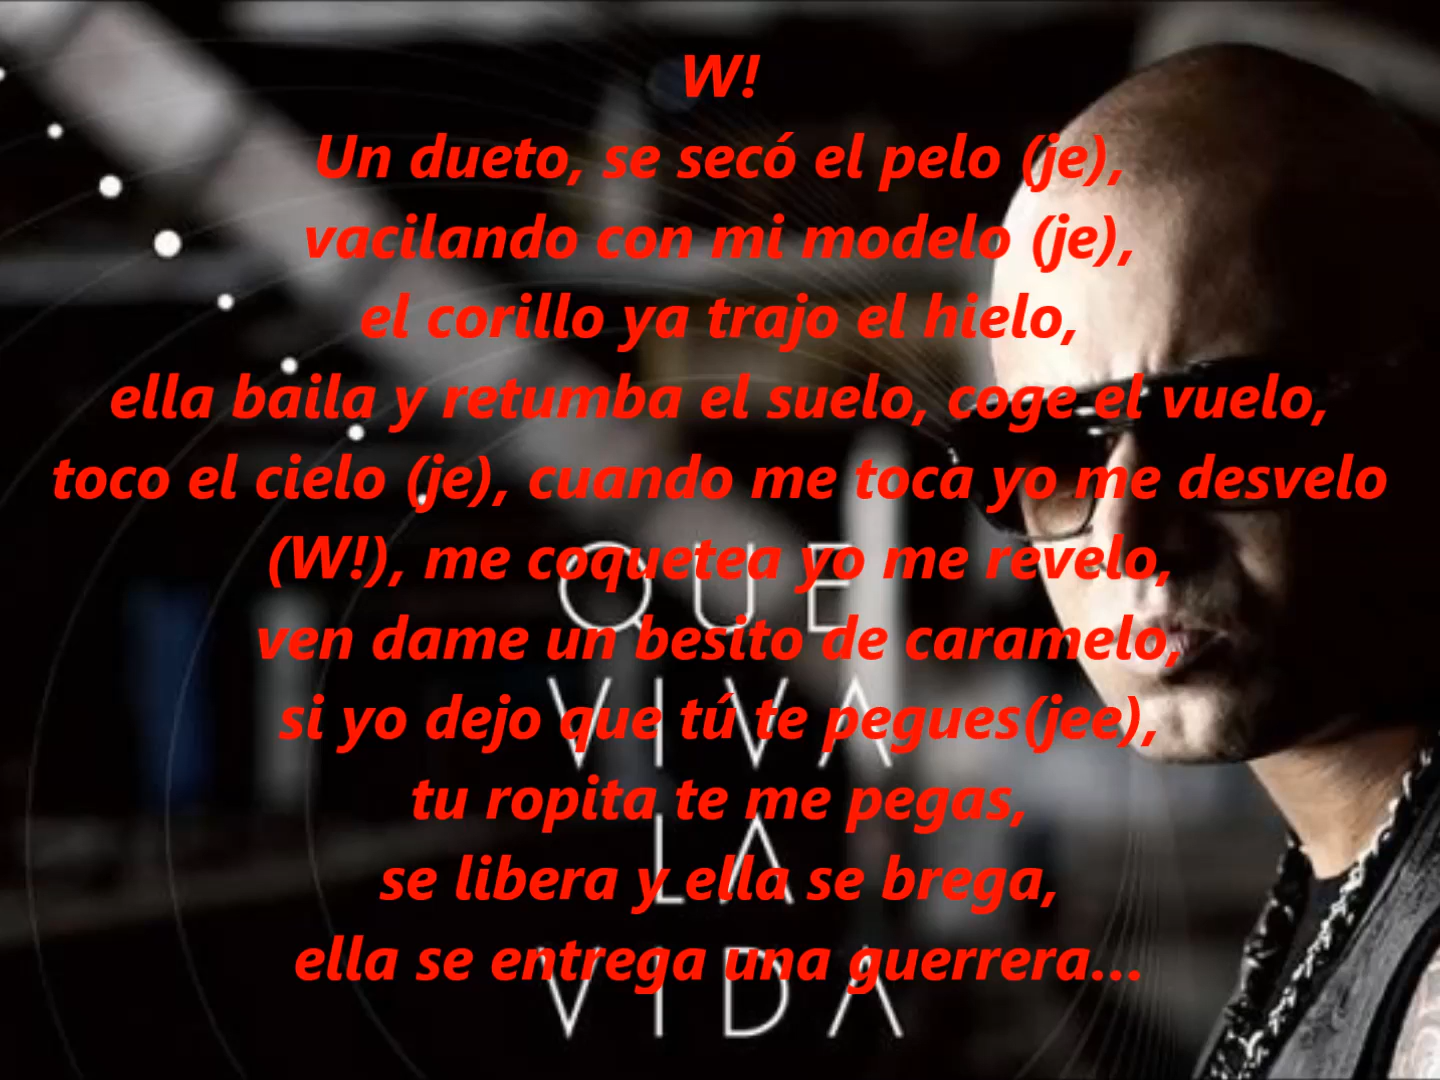 W!
Un dueto, se secó el pelo (je),
vacilando con mi modelo (je),
el corillo ya trajo el hielo,
ella baila y retumba el suelo, coge el vuelo,
toco el cielo (je), cuando me toca yo me desvelo
(W!), me coquetea yo me revelo,
ven dame un besito de caramelo,
si yo dejo que tú te pegues(jee),
tu ropita te me pegas,
se libera y ella se brega,
ella se entrega una guerrera...
QUE
VIVA
LA
VIDA